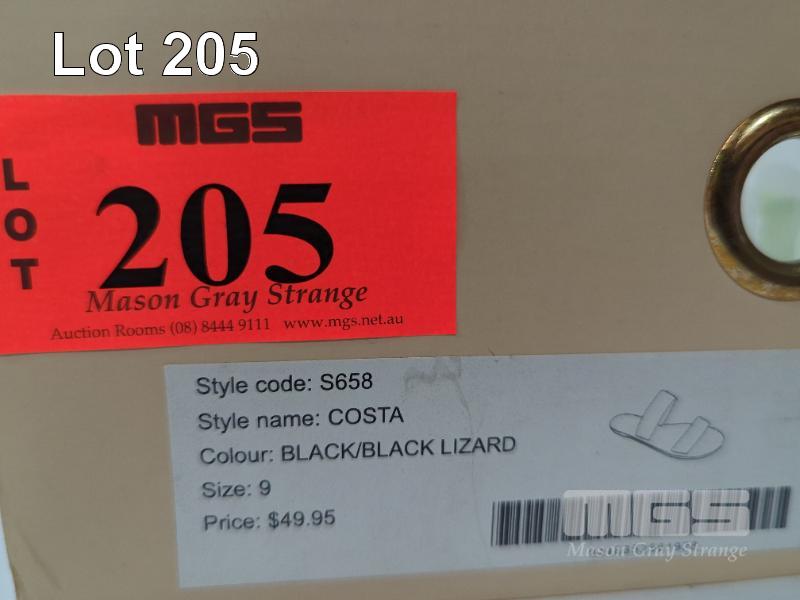 Lot 205
MGS
LOT
205
Mason Gray Strange
Auction Rooms (08) 8444 9111 www.mgs.net.au
Style code: S658
Style name: COSTA
Colour: BLACK/BLACK LIZARD
Size: 9
Price: $49.95
MGS
Mason Gray Strange